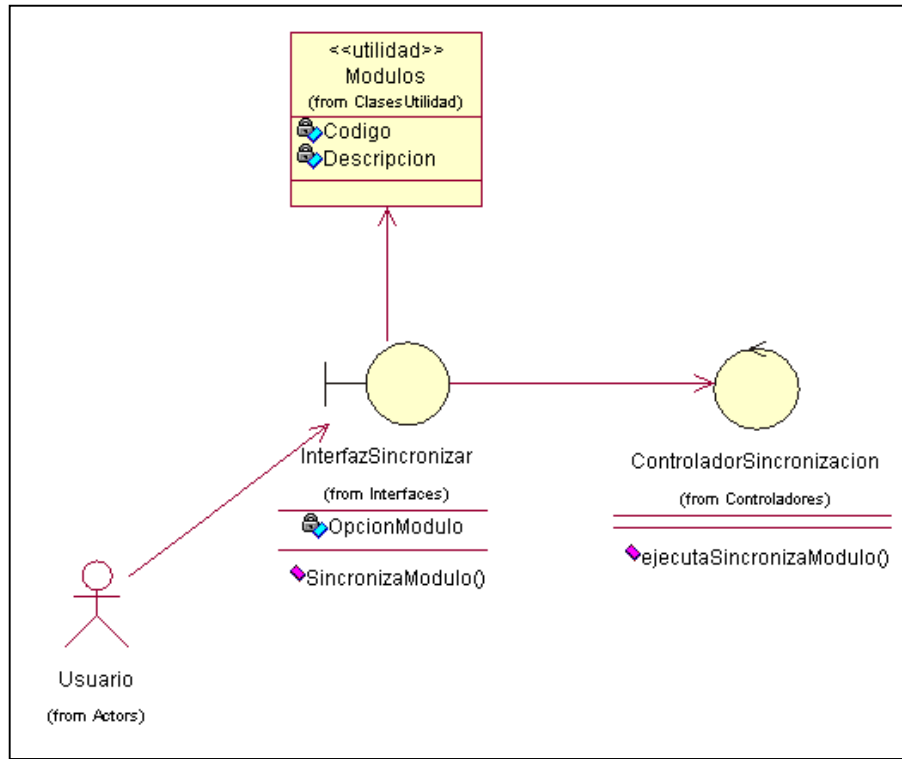 <<utilidad>>
Modulos
(from ClasesUtilidad)
Codigo
Descripcion
InterfazSincronizar
(from Interfaces)
OpcionModulo
SincronizaModulo()
ControladorSincronizacion
(from Controladores)
ejecutaSincronizaModulo()
Usuario
(from Actors)